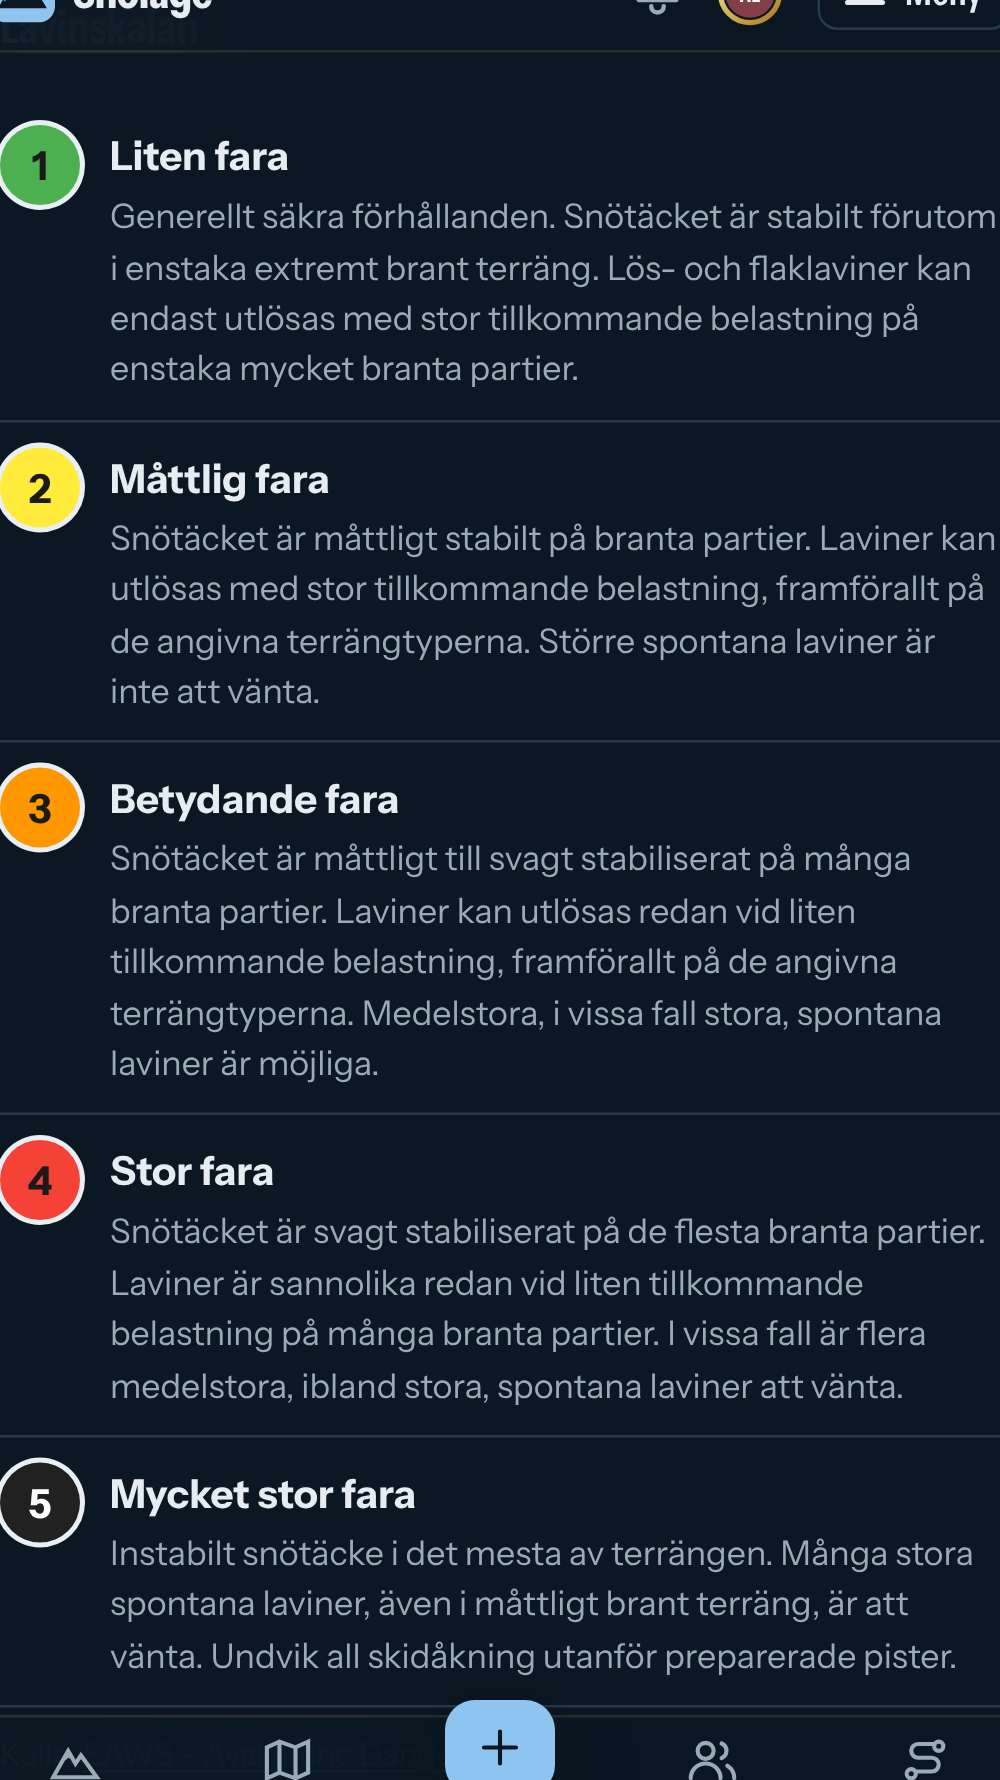 Snölage
Meny
Lavinskalan
1
Liten fara
Generellt säkra förhållanden. Snötäcket är stabilt förutom
i enstaka extremt brant terräng. Lös- och flaklaviner kan
endast utlösas med stor tillkommande belastning på
enstaka mycket branta partier.
2
Måttlig fara
Snötäcket är måttligt stabilt på branta partier. Laviner kan
utlösas med stor tillkommande belastning, framförallt på
de angivna terrängtyperna. Större spontana laviner är
inte att vänta.
3
Betydande fara
Snötäcket är måttligt till svagt stabiliserat på många
branta partier. Laviner kan utlösas redan vid liten
tillkommande belastning, framförallt på de angivna
terrängtyperna. Medelstora, i vissa fall stora, spontana
laviner är möjliga.
4
Stor fara
Snötäcket är svagt stabiliserat på de flesta branta partier.
Laviner är sannolika redan vid liten tillkommande
belastning på många branta partier. I vissa fall är flera
medelstora, ibland stora, spontana laviner att vänta.
5
Mycket stor fara
Instabilt snötäcke i det mesta av terrängen. Många stora
spontana laviner, även i måttligt brant terräng, är att
vänta. Undvik all skidåkning utanför preparerade pister.
EAWS -